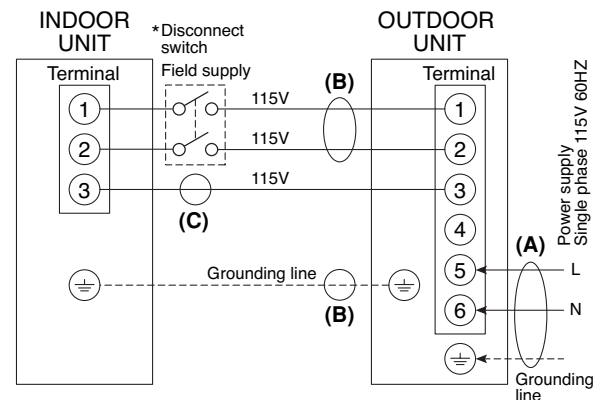 INDOOR
UNIT
*Disconnect
switch
Field supply
OUTDOOR
UNIT
Terminal
Terminal
(B)
1
115V
1
2
115V
2
3
115V
3
(C)
4
(A)
Power supply
Single phase 115V 60HZ
5
L
Grounding line
(B)
6
N
Grounding
line